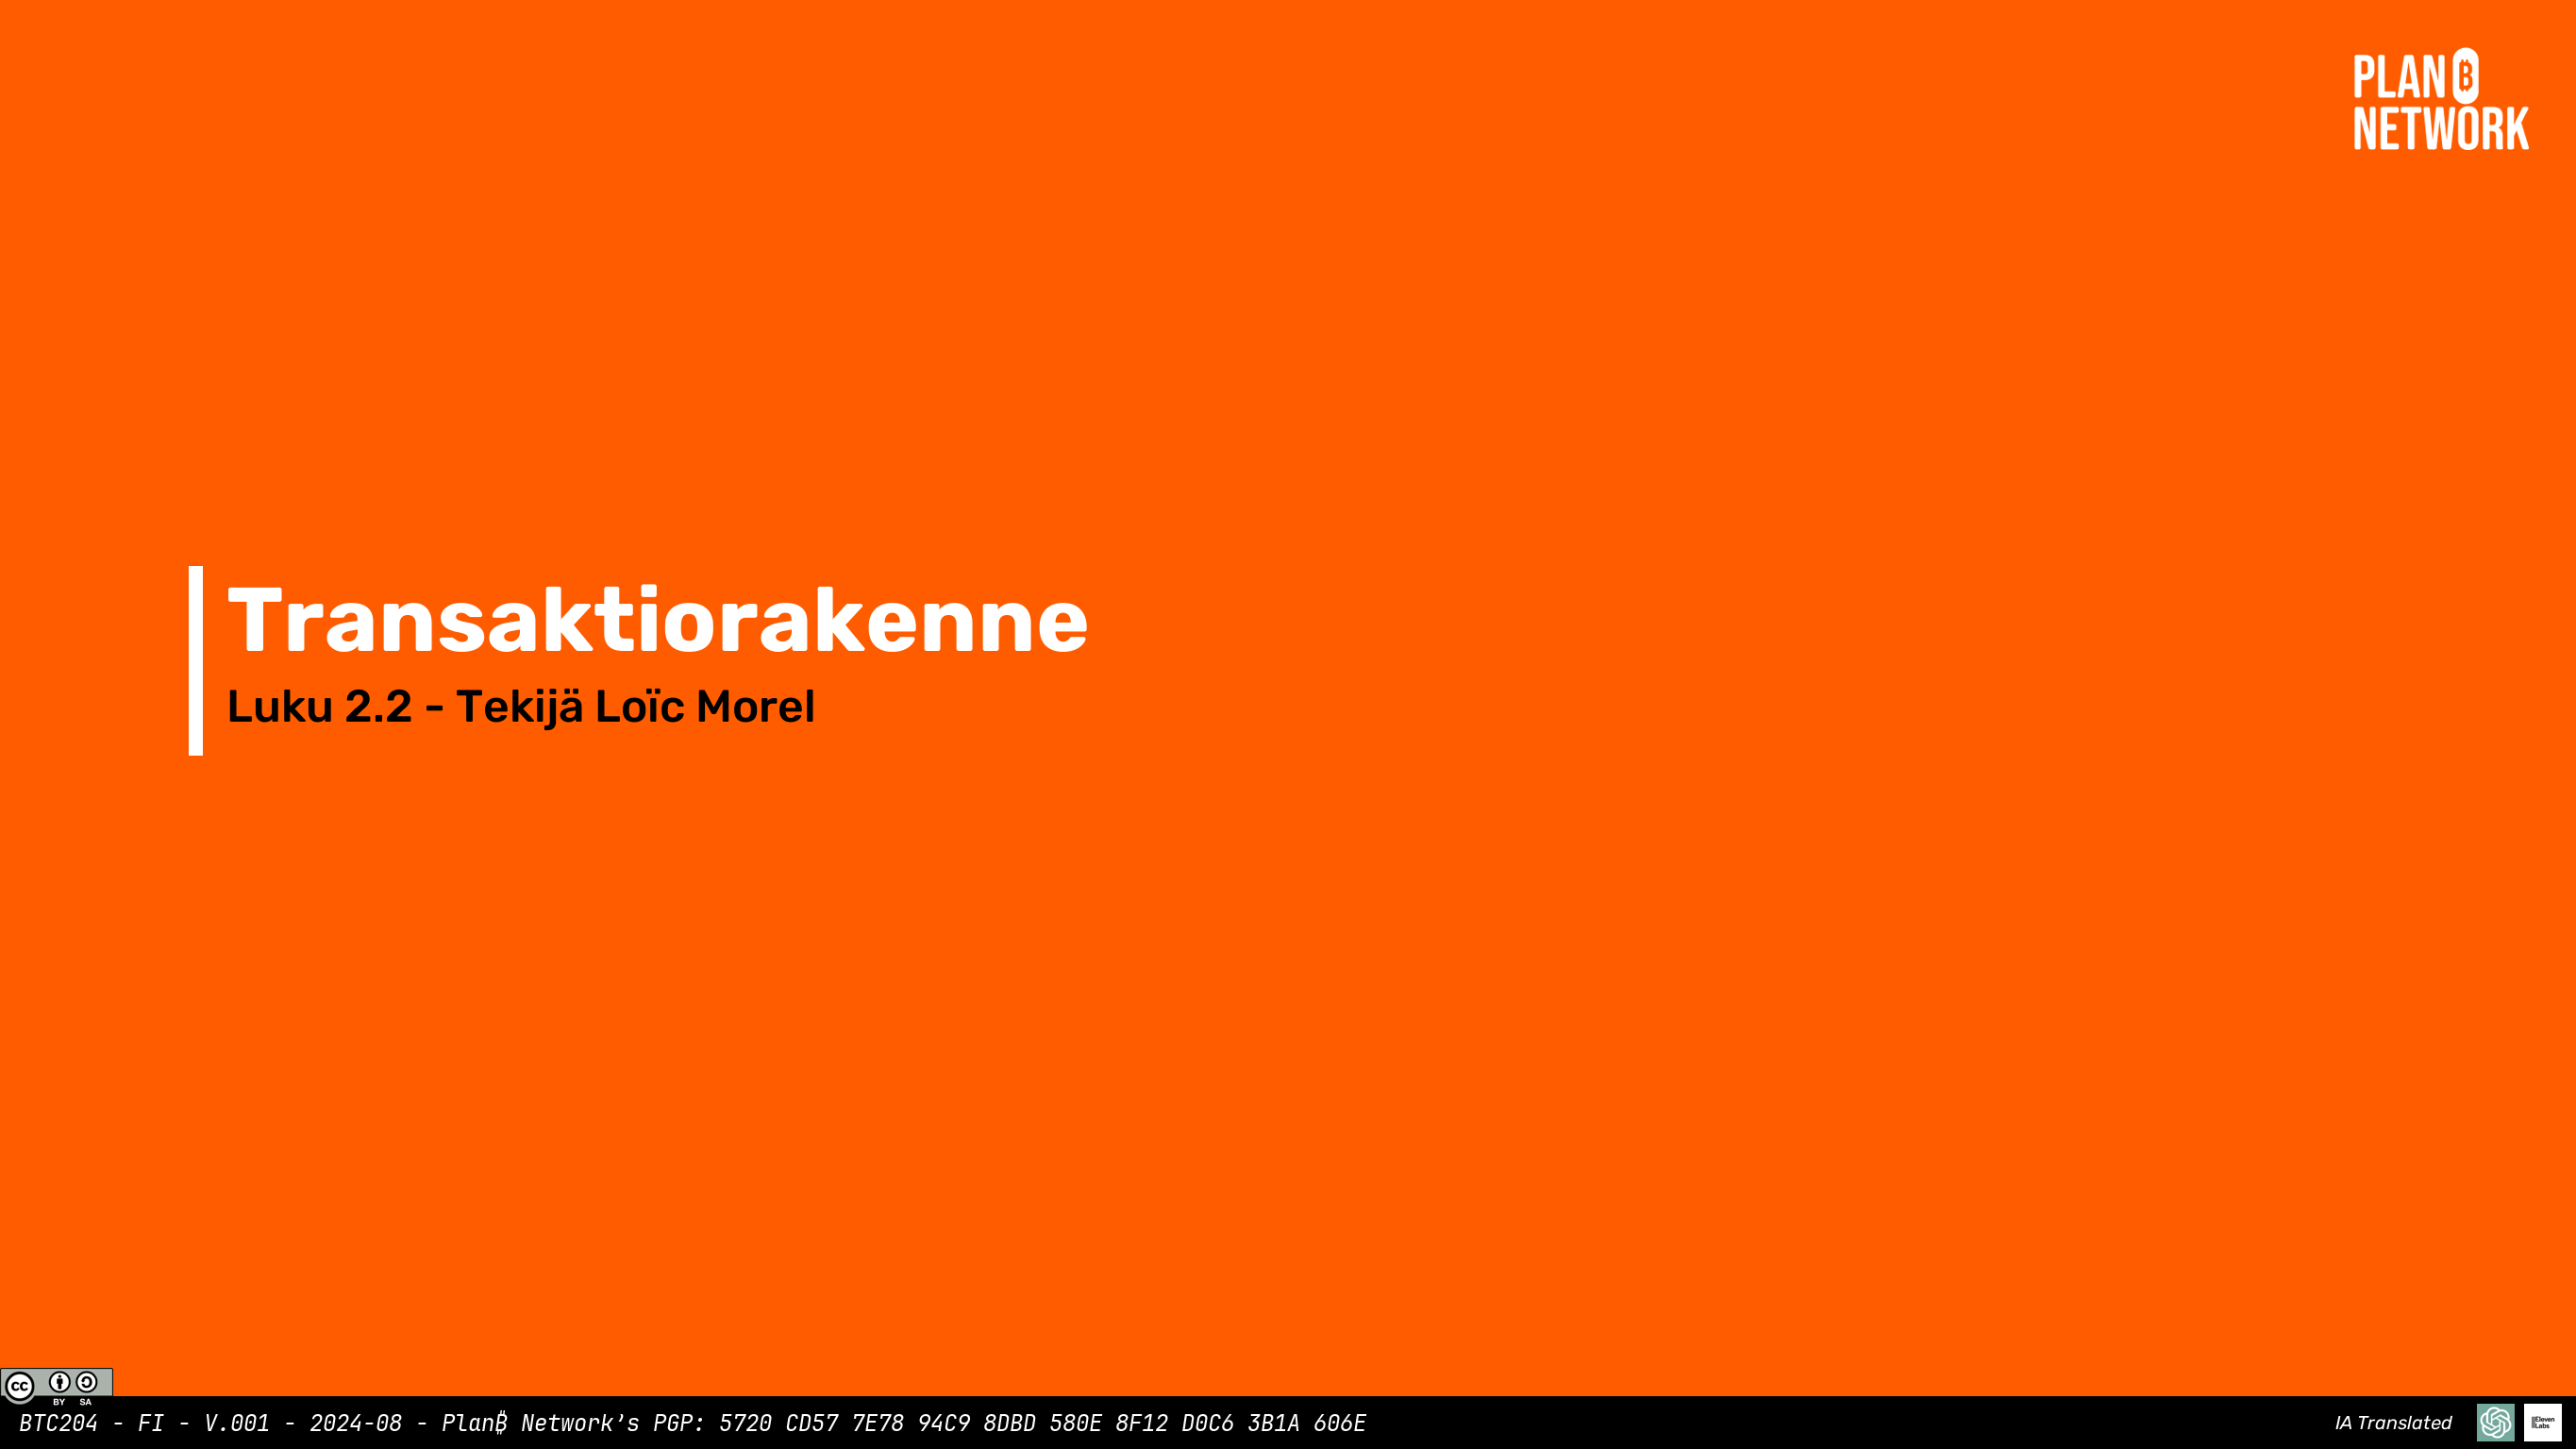 PLAN ₿
NETWORK
Transaktiorakenne
Luku 2.2 - Tekijä Loïc Morel
cc BY SA
BTC204 - FI - V.001 - 2024-08 - Plan₿ Network’s PGP: 5720 CD57 7E78 94C9 8DBD 580E 8F12 D0C6 3B1A 606E
IA Translated
IIElevenLabs